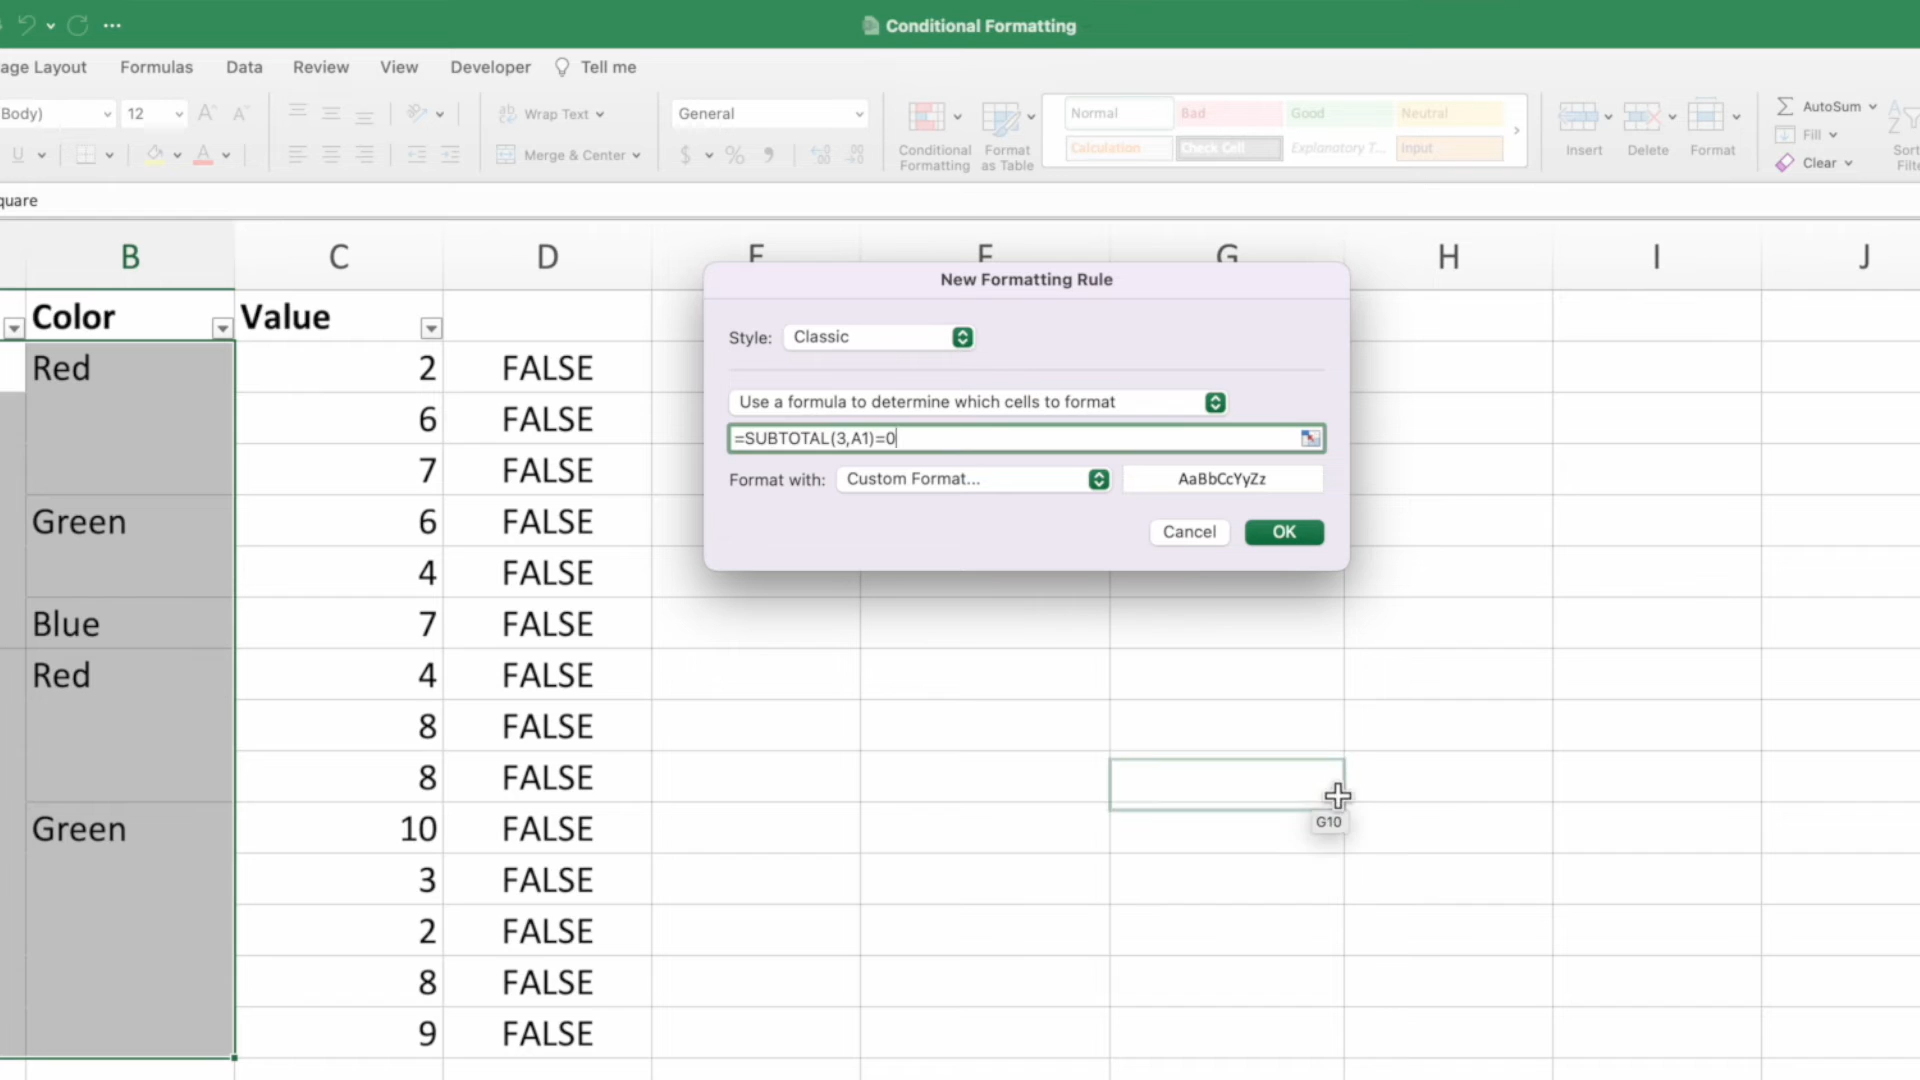 Conditional Formatting
age Layout Formulas Data Review View Developer Tell me
Body) 12 Wrap Text General Normal Bad Good Neutral AutoSum
U Merge & Center $ % Conditional Formatting Format as Table Calculation Check Cell Explanatory T... Input Insert Delete Format Fill Sort
Clear Filte
quare
B C D E F G H I J
Color Value
Red 2 FALSE
6 FALSE
7 FALSE
Green 6 FALSE
4 FALSE
Blue 7 FALSE
Red 4 FALSE
8 FALSE
8 FALSE
Green 10 FALSE
3 FALSE
2 FALSE
8 FALSE
9 FALSE
New Formatting Rule
Style: Classic
Use a formula to determine which cells to format
=SUBTOTAL(3,A1)=0
Format with: Custom Format... AaBbCcYyZz
Cancel OK
G10